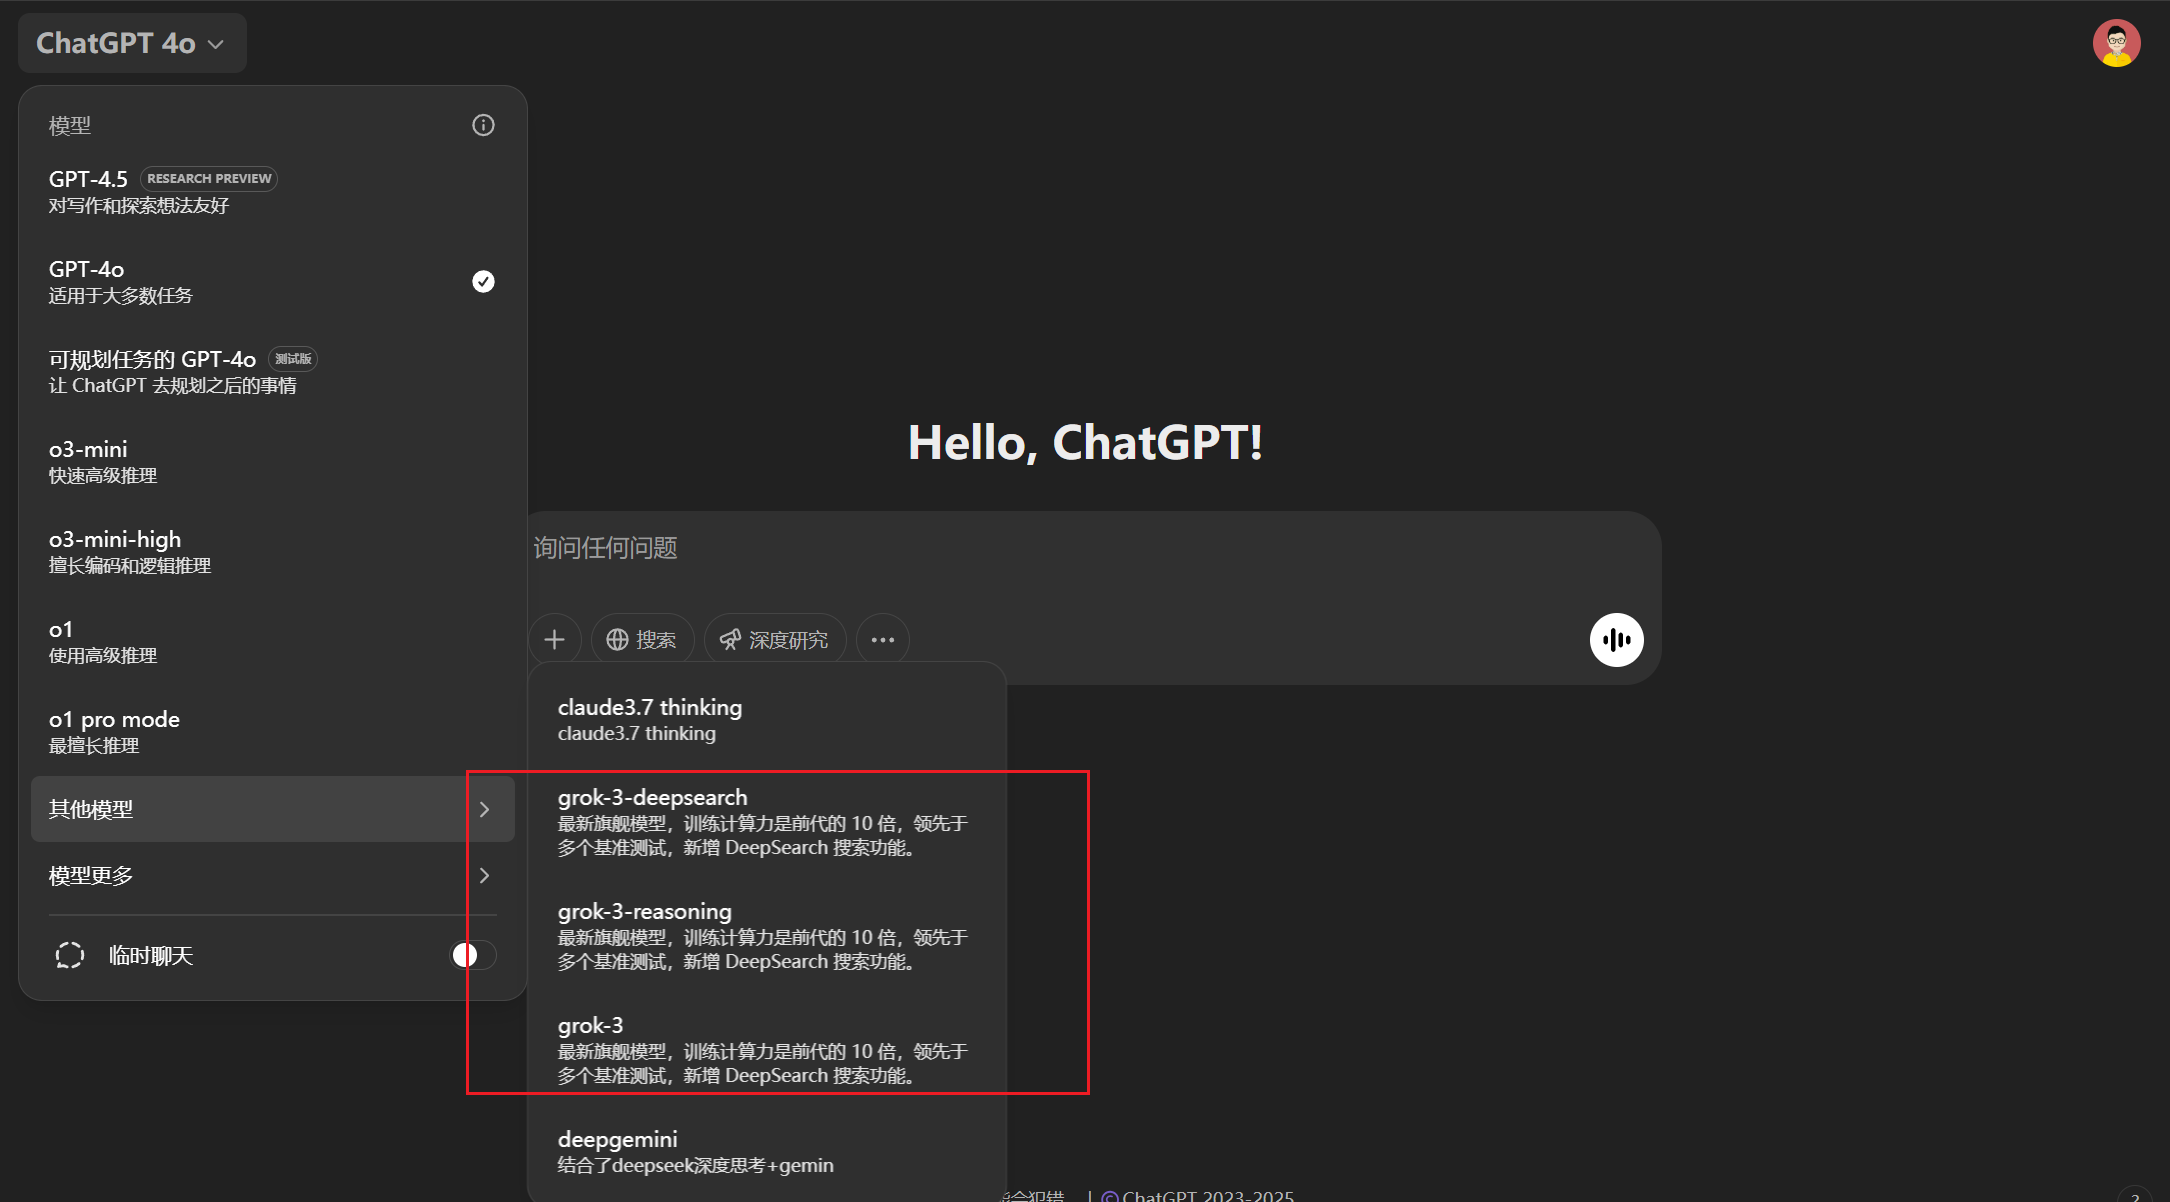 ChatGPT 4o
模型
GPT-4.5 RESEARCH PREVIEW
对写作和探索想法友好
GPT-4o
适用于大多数任务
可规划任务的 GPT-4o 测试版
让 ChatGPT 去规划之后的事情
o3-mini
快速高级推理
o3-mini-high
擅长编码和逻辑推理
o1
使用高级推理
o1 pro mode
最擅长推理
其他模型
模型更多
临时聊天
Hello, ChatGPT!
询问任何问题
搜索
深度研究
claude3.7 thinking
claude3.7 thinking
grok-3-deepsearch
最新旗舰模型，训练计算力是前代的 10 倍，领先于
多个基准测试，新增 DeepSearch 搜索功能。
grok-3-reasoning
最新旗舰模型，训练计算力是前代的 10 倍，领先于
多个基准测试，新增 DeepSearch 搜索功能。
grok-3
最新旗舰模型，训练计算力是前代的 10 倍，领先于
多个基准测试，新增 DeepSearch 搜索功能。
deepgemini
结合了deepseek深度思考+gemin
会犯错 | © ChatGPT 2023-2025
?